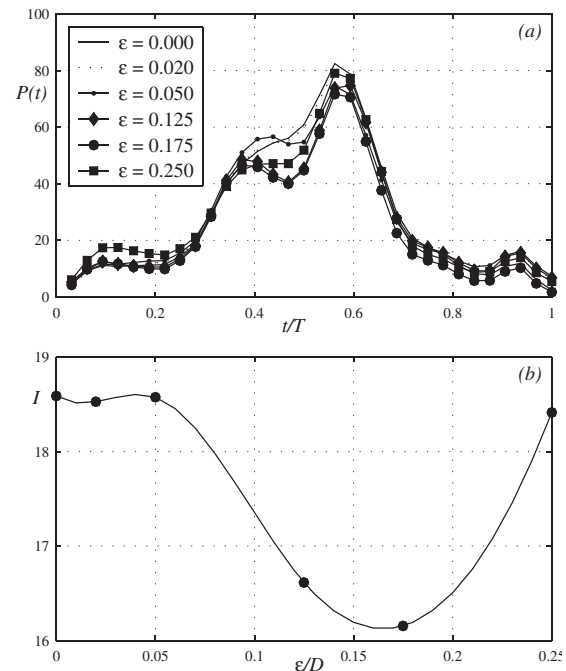 (a)
100
80
60
40
20
0
P(t)
ε = 0.000
ε = 0.020
ε = 0.050
ε = 0.125
ε = 0.175
ε = 0.250
0 0.2 0.4 0.6 0.8 1
t/T
(b)
19
I
18
17
16
0 0.05 0.1 0.15 0.2 0.25
ε/D